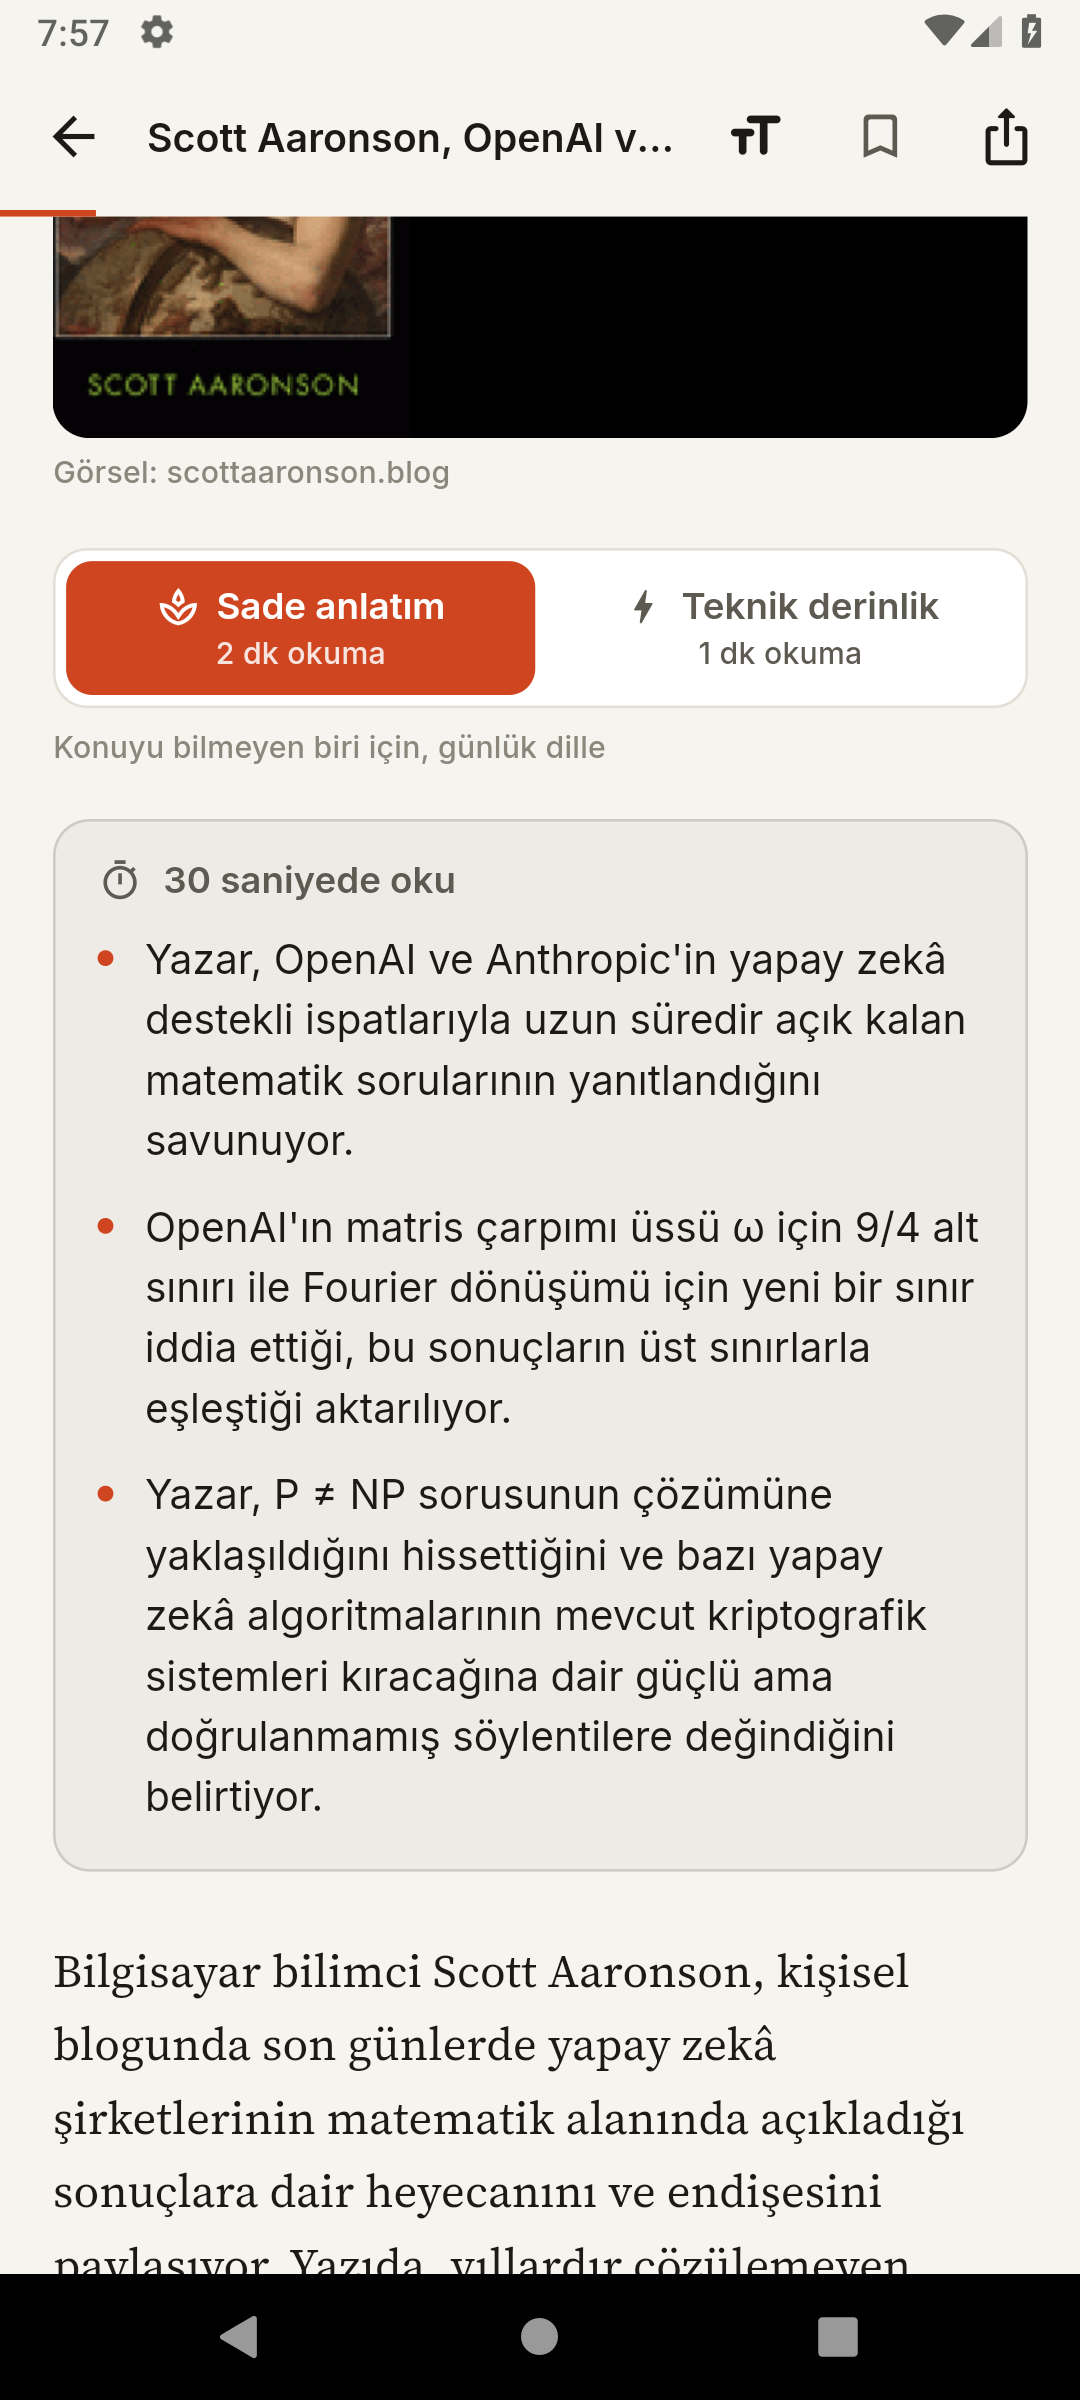 7:57
Scott Aaronson, OpenAI v...
SCOTT AARONSON
Görsel: scottaaronson.blog
Sade anlatım
2 dk okuma
Teknik derinlik
1 dk okuma
Konuyu bilmeyen biri için, günlük dille
30 saniyede oku
• Yazar, OpenAI ve Anthropic'in yapay zekâ
destekli ispatlarıyla uzun süredir açık kalan
matematik sorularının yanıtlandığını
savunuyor.
• OpenAI'ın matris çarpımı üssü ω için 9/4 alt
sınırı ile Fourier dönüşümü için yeni bir sınır
iddia ettiği, bu sonuçların üst sınırlarla
eşleştiği aktarılıyor.
• Yazar, P ≠ NP sorusunun çözümüne
yaklaşıldığını hissettiğini ve bazı yapay
zekâ algoritmalarının mevcut kriptografik
sistemleri kıracağına dair güçlü ama
doğrulanmamış söylentilere değindiğini
belirtiyor.
Bilgisayar bilimci Scott Aaronson, kişisel
blogunda son günlerde yapay zekâ
şirketlerinin matematik alanında açıkladığı
sonuçlara dair heyecanını ve endişesini
paylaşıyor. Yazıda, yıllardır çözülemeyen